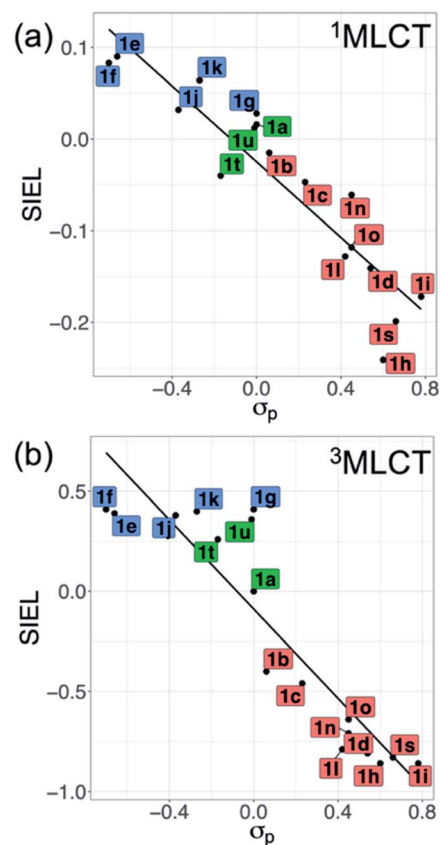 (a)
¹MLCT
SIEL
0.1
0.0
−0.1
−0.2
1e
1f
1k
1j
1g
1a
1u
1t
1b
1c
1n
1o
1l
1d
1i
1s
1h
−0.4
0.0
0.4
0.8
σp
(b)
³MLCT
SIEL
0.5
0.0
−0.5
−1.0
1f
1e
1j
1k
1g
1u
1t
1a
1b
1c
1o
1n
1d
1s
1l
1h
1i
−0.4
0.0
0.4
0.8
σp